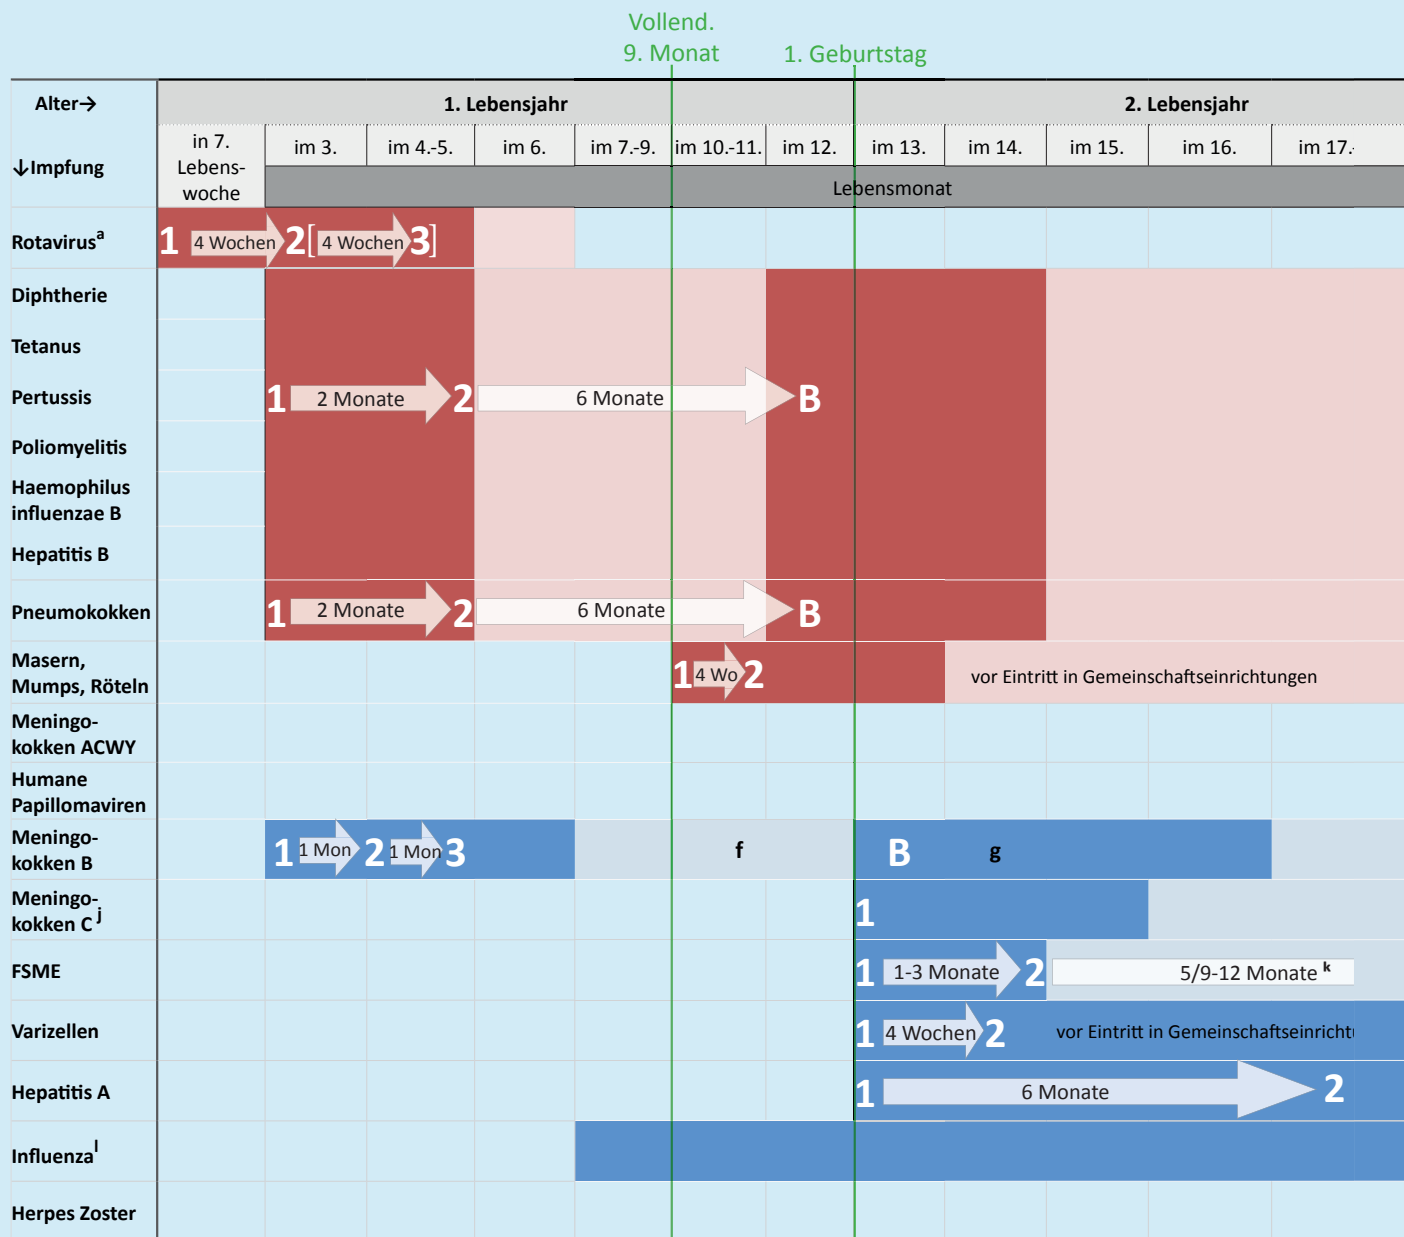 Vollend.
9. Monat
1. Geburtstag
Alter→
1. Lebensjahr
2. Lebensjahr
↓Impfung
in 7.
Lebens-
woche
im 3.
im 4.-5.
im 6.
im 7.-9.
im 10.-11.
im 12.
im 13.
im 14.
im 15.
im 16.
im 17.-
Lebensmonat
Rotavirusᵃ
1 4 Wochen 2 [ 4 Wochen 3 ]
Diphtherie
Tetanus
Pertussis
1 2 Monate 2 6 Monate B
Poliomyelitis
Haemophilus
influenzae B
Hepatitis B
Pneumokokken
1 2 Monate 2 6 Monate B
Masern,
Mumps, Röteln
1 4 Wo 2 vor Eintritt in Gemeinschaftseinrichtungen
Meningo-
kokken ACWY
Humane
Papillomaviren
Meningo-
kokken B
1 1 Mon 2 1 Mon 3 f B g
Meningo-
kokken C ʲ
1
FSME
1 1-3 Monate 2 5/9-12 Monate ᵏ
Varizellen
1 4 Wochen 2 vor Eintritt in Gemeinschaftseinricht
Hepatitis A
1 6 Monate 2
Influenzaˡ
Herpes Zoster